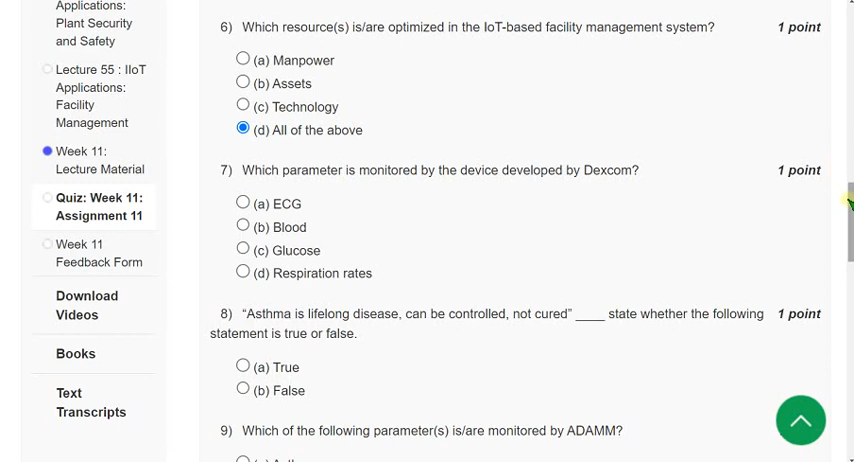 Applications:
Plant Security
and Safety
Lecture 55 : IIoT
Applications:
Facility
Management
Week 11:
Lecture Material
Quiz: Week 11:
Assignment 11
Week 11
Feedback Form
Download
Videos
Books
Text
Transcripts
6) Which resource(s) is/are optimized in the IoT-based facility management system? 1 point
(a) Manpower
(b) Assets
(c) Technology
(d) All of the above
7) Which parameter is monitored by the device developed by Dexcom? 1 point
(a) ECG
(b) Blood
(c) Glucose
(d) Respiration rates
8) “Asthma is lifelong disease, can be controlled, not cured” ____ state whether the following 1 point
statement is true or false.
(a) True
(b) False
9) Which of the following parameter(s) is/are monitored by ADAMM?